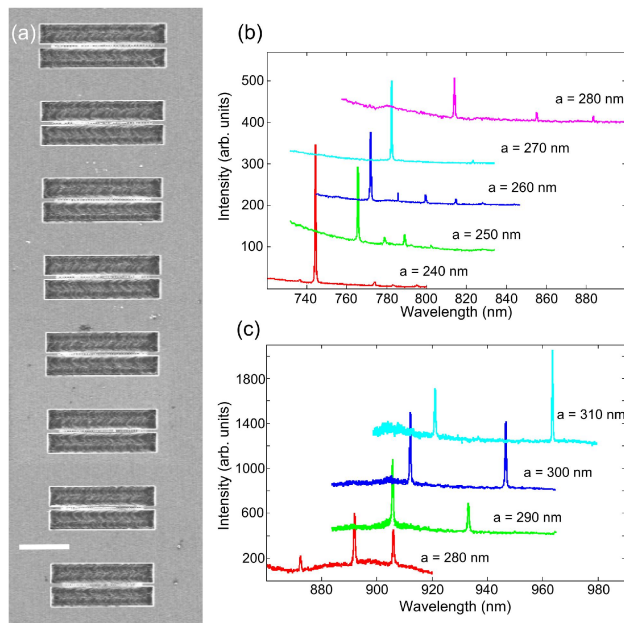 (a)
(b)
500
400
300
200
100
Intensity (arb. units)
a = 280 nm
a = 270 nm
a = 260 nm
a = 250 nm
a = 240 nm
740 760 780 800 820 840 860 880
Wavelength (nm)
(c)
1800
1400
1000
600
200
Intensity (arb. units)
a = 310 nm
a = 300 nm
a = 290 nm
a = 280 nm
880 900 920 940 960 980
Wavelength (nm)